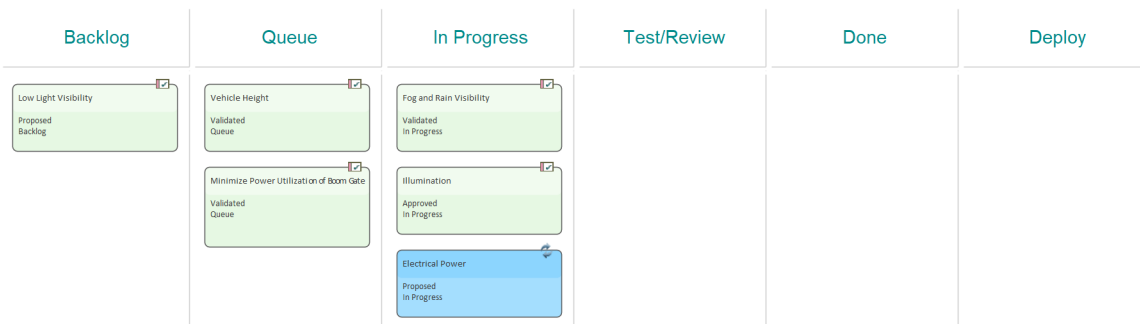 Backlog
Queue
In Progress
Test/Review
Done
Deploy
Low Light Visibility
Proposed
Backlog
Vehicle Height
Validated
Queue
Minimize Power Utilization of Boom Gate
Validated
Queue
Fog and Rain Visibility
Validated
In Progress
Illumination
Approved
In Progress
Electrical Power
Proposed
In Progress